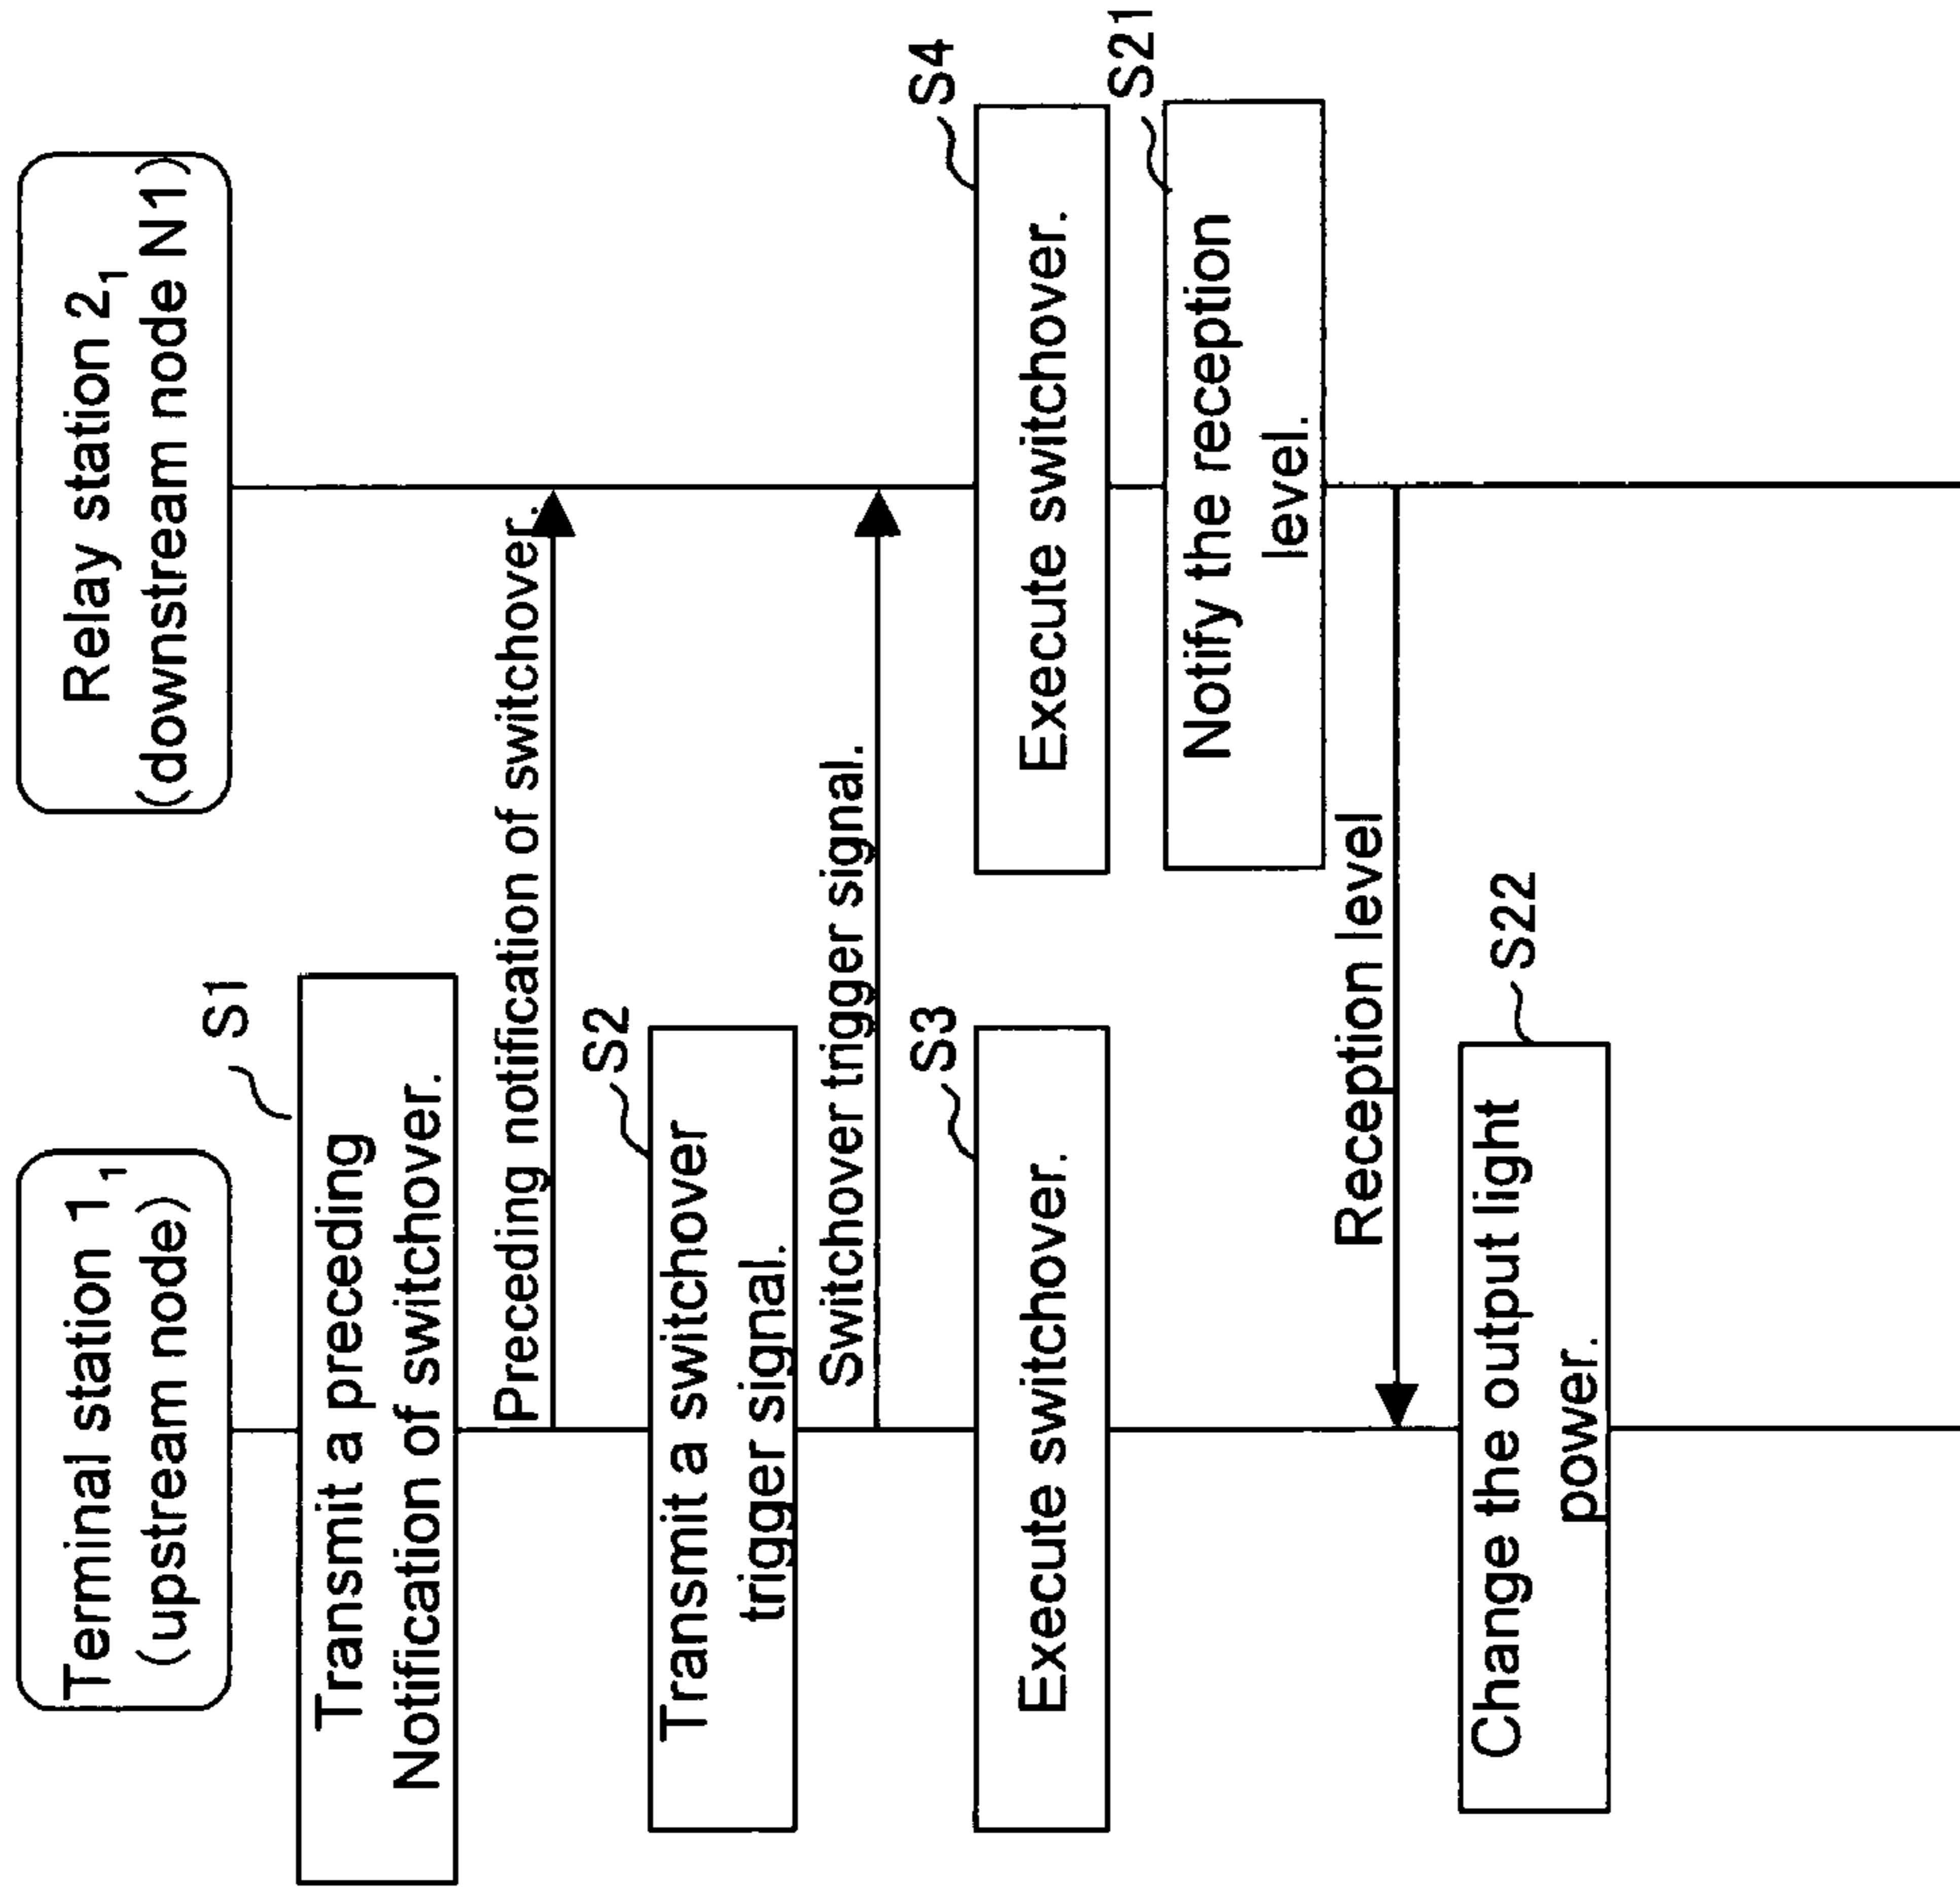 Terminal station 1₁
(upstream node)
Relay station 2₁
(downstream node N1)
S1
Transmit a preceding
Notification of switchover.
Preceding notification of switchover.
S2
Transmit a switchover
trigger signal.
Switchover trigger signal.
S3
Execute switchover.
S4
Execute switchover.
S21
Notify the reception
level.
Reception level
S22
Change the output light
power.